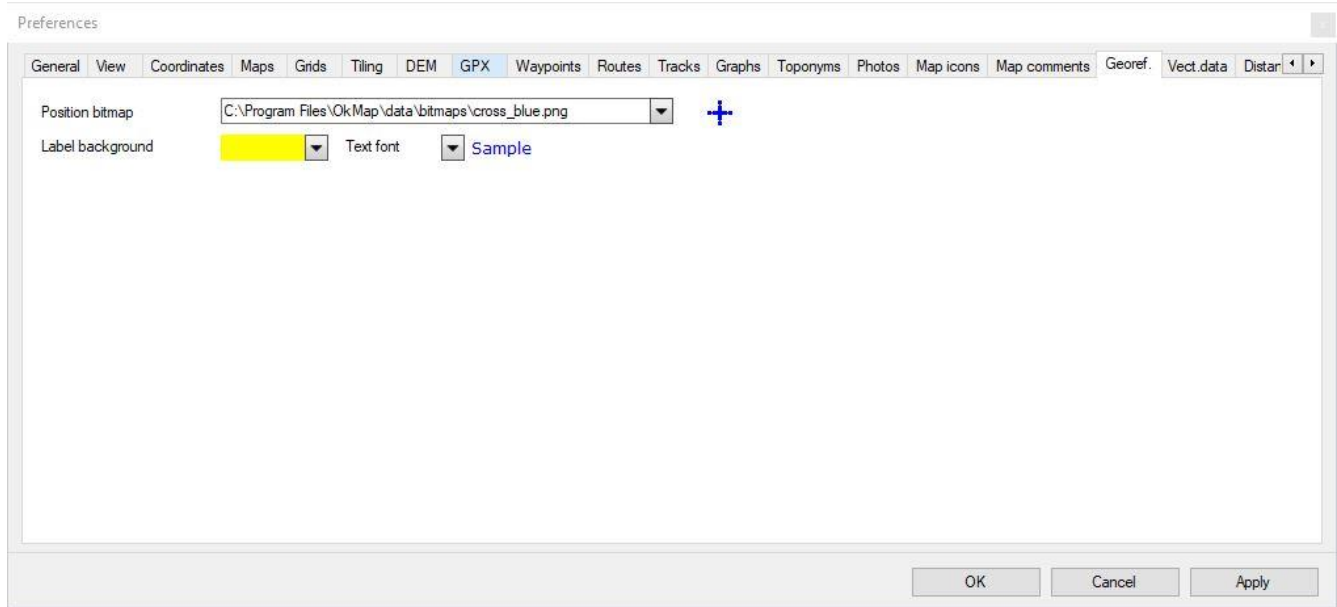 Preferences
General View Coordinates Maps Grids Tiling DEM GPX Waypoints Routes Tracks Graphs Toponyms Photos Map icons Map comments Georef. Vect.data Distan
Position bitmap C:\Program Files\OkMap\data\bitmaps\cross_blue.png
Label background Text font Sample
OK Cancel Apply